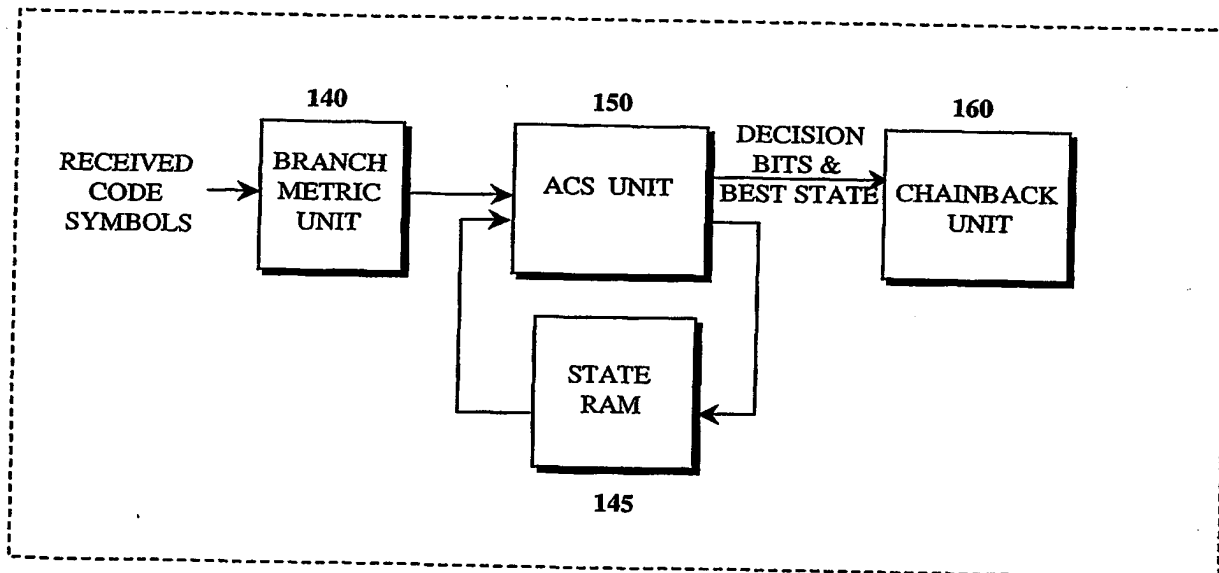 140
150
160
RECEIVED
CODE
SYMBOLS
BRANCH
METRIC
UNIT
ACS UNIT
DECISION
BITS &
BEST STATE
CHAINBACK
UNIT
STATE
RAM
145